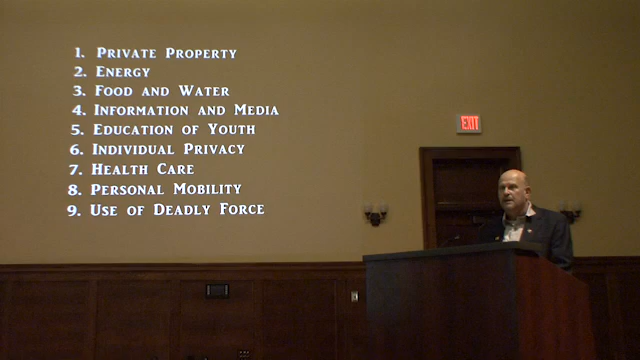 1. PRIVATE PROPERTY
2. ENERGY
3. FOOD AND WATER
4. INFORMATION AND MEDIA
5. EDUCATION OF YOUTH
6. INDIVIDUAL PRIVACY
7. HEALTH CARE
8. PERSONAL MOBILITY
9. USE OF DEADLY FORCE
EXIT